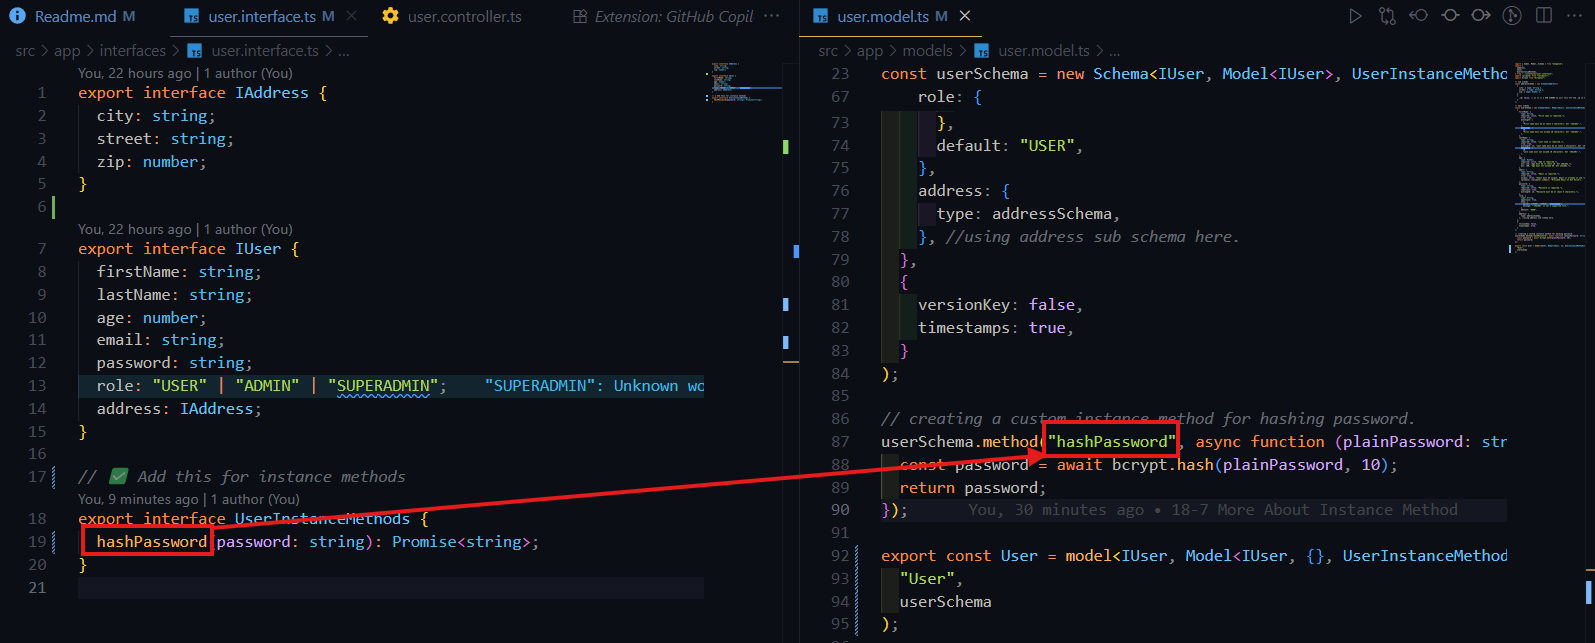 Readme.md M
user.interface.ts M
user.controller.ts
Extension: GitHub Copil
src > app > interfaces > user.interface.ts > ...
You, 22 hours ago | 1 author (You)
1 export interface IAddress {
2 city: string;
3 street: string;
4 zip: number;
5 }
6
You, 22 hours ago | 1 author (You)
7 export interface IUser {
8 firstName: string;
9 lastName: string;
10 age: number;
11 email: string;
12 password: string;
13 role: "USER" | "ADMIN" | "SUPERADMIN"; "SUPERADMIN": Unknown wo
14 address: IAddress;
15 }
16
17 // ✅ Add this for instance methods
You, 9 minutes ago | 1 author (You)
18 export interface UserInstanceMethods {
19 hashPassword(password: string): Promise<string>;
20 }
21
user.model.ts M
src > app > models > user.model.ts > ...
23 const userSchema = new Schema<IUser, Model<IUser>, UserInstanceMetho
67 role: {
73 },
74 default: "USER",
75 },
76 address: {
77 type: addressSchema,
78 }, //using address sub schema here.
79 },
80 {
81 versionKey: false,
82 timestamps: true,
83 }
84 );
85
86 // creating a custom instance method for hashing password.
87 userSchema.method("hashPassword", async function (plainPassword: str
88 const password = await bcrypt.hash(plainPassword, 10);
89 return password;
90 }); You, 30 minutes ago • 18-7 More About Instance Method
91
92 export const User = model<IUser, Model<IUser, {}, UserInstanceMethod
93 "User",
94 userSchema
95 );